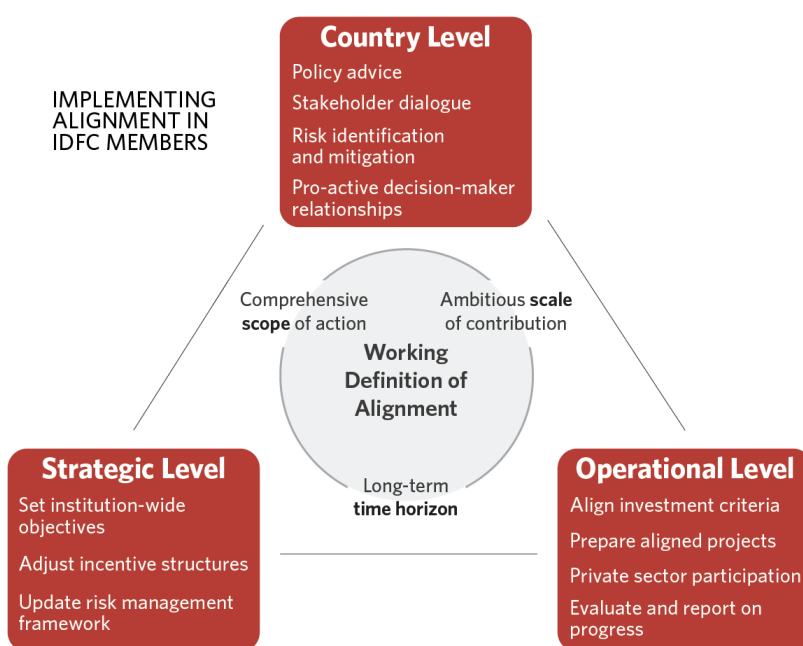 Country Level
Policy advice
Stakeholder dialogue
Risk identification
and mitigation
Pro-active decision-maker
relationships
IMPLEMENTING
ALIGNMENT IN
IDFC MEMBERS
Comprehensive
scope of action
Ambitious scale
of contribution
Working
Definition of
Alignment
Long-term
time horizon
Strategic Level
Set institution-wide
objectives
Adjust incentive structures
Update risk management
framework
Operational Level
Align investment criteria
Prepare aligned projects
Private sector participation
Evaluate and report on
progress